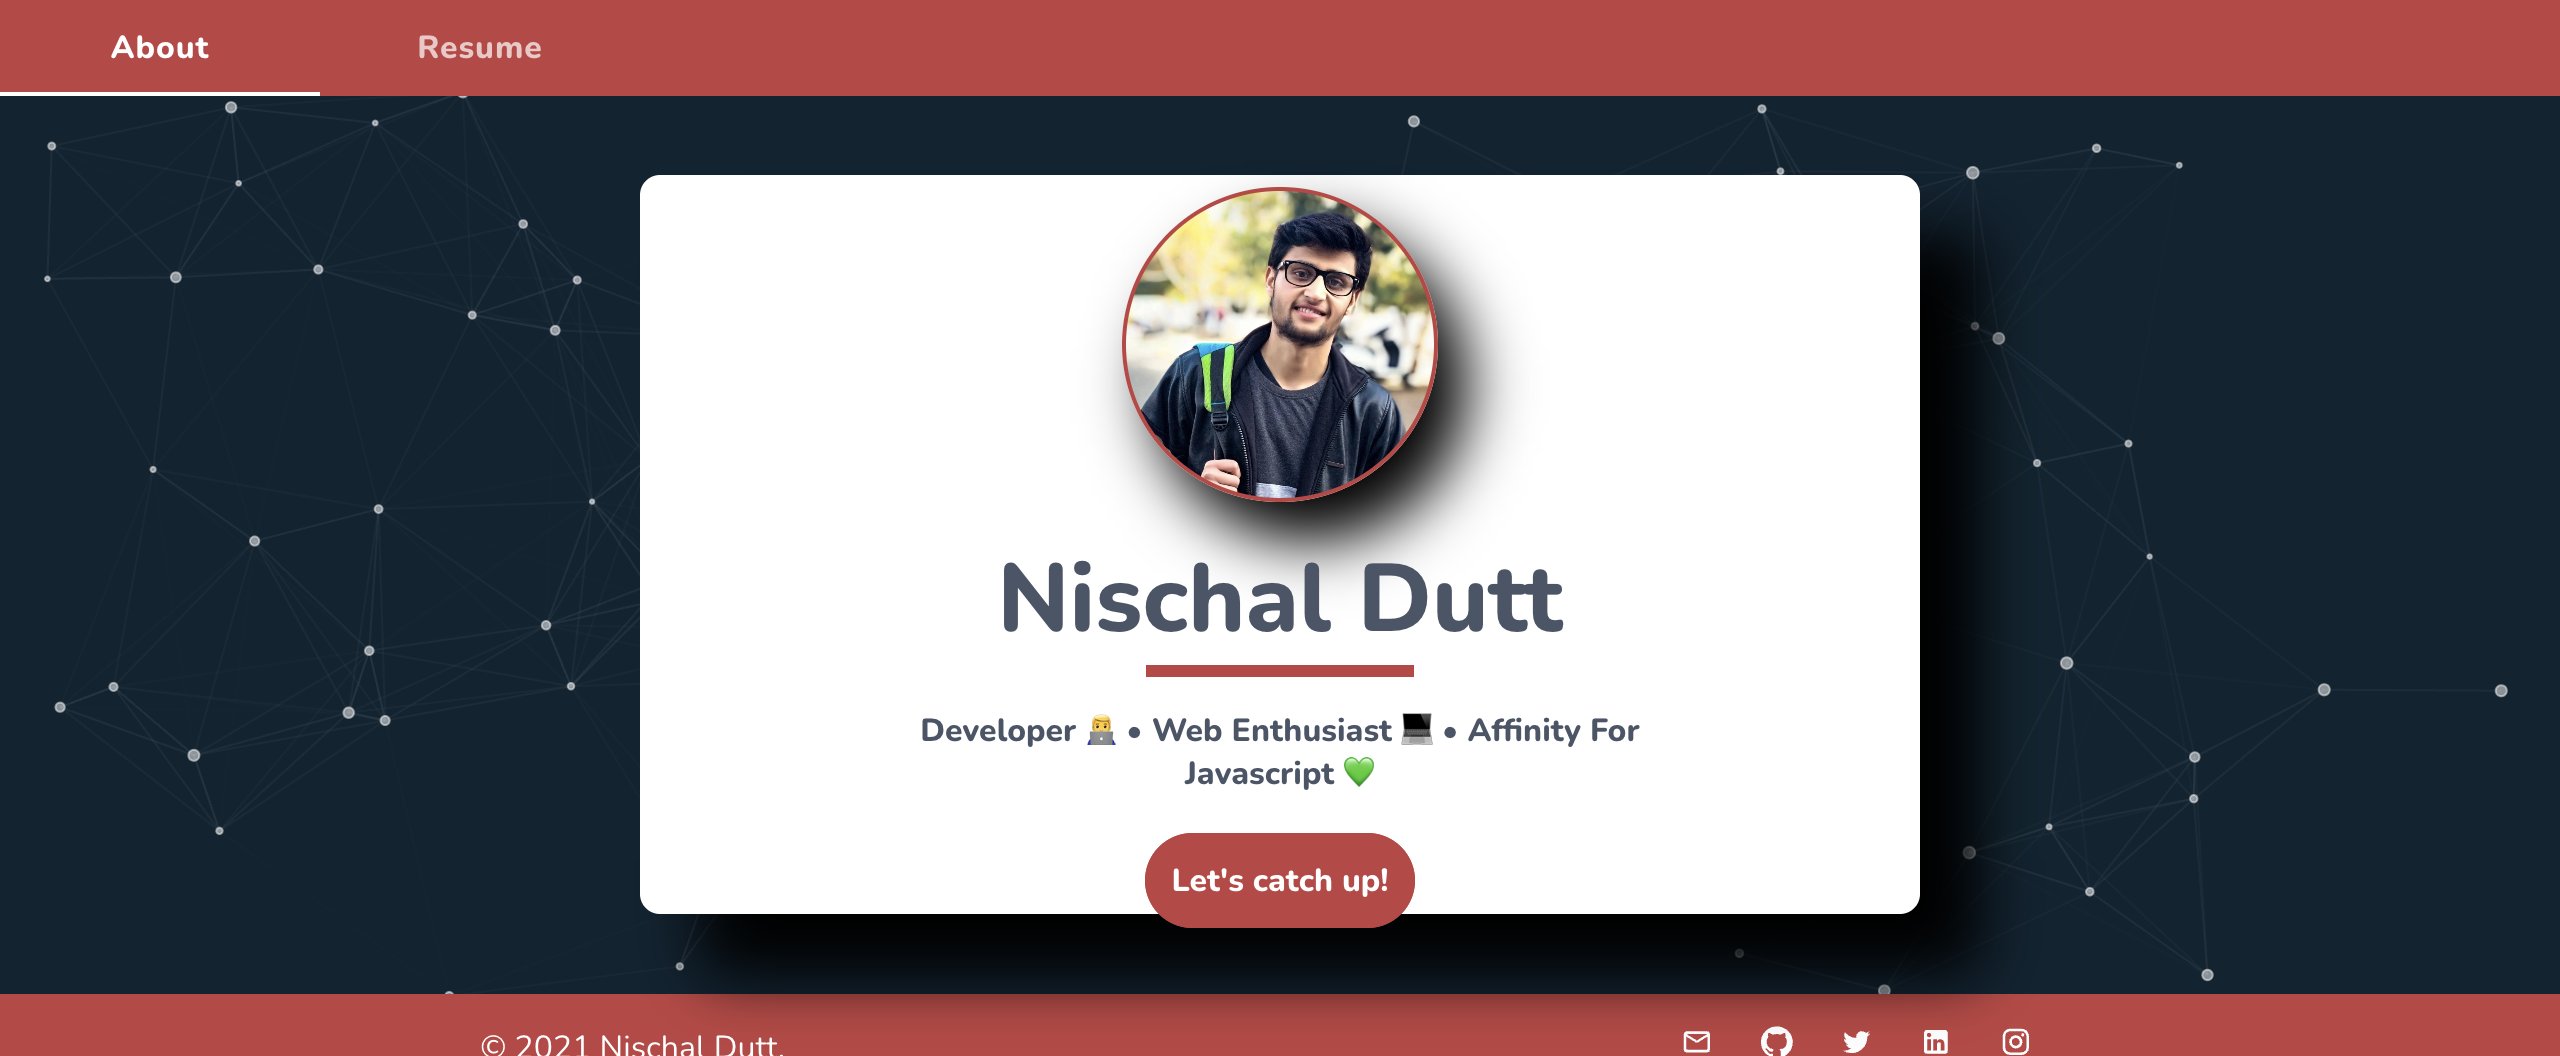 About
Resume
Nischal Dutt
Developer 👨‍💻 • Web Enthusiast 💻 • Affinity For
Javascript 💚
Let's catch up!
© 2021 Nischal Dutt.